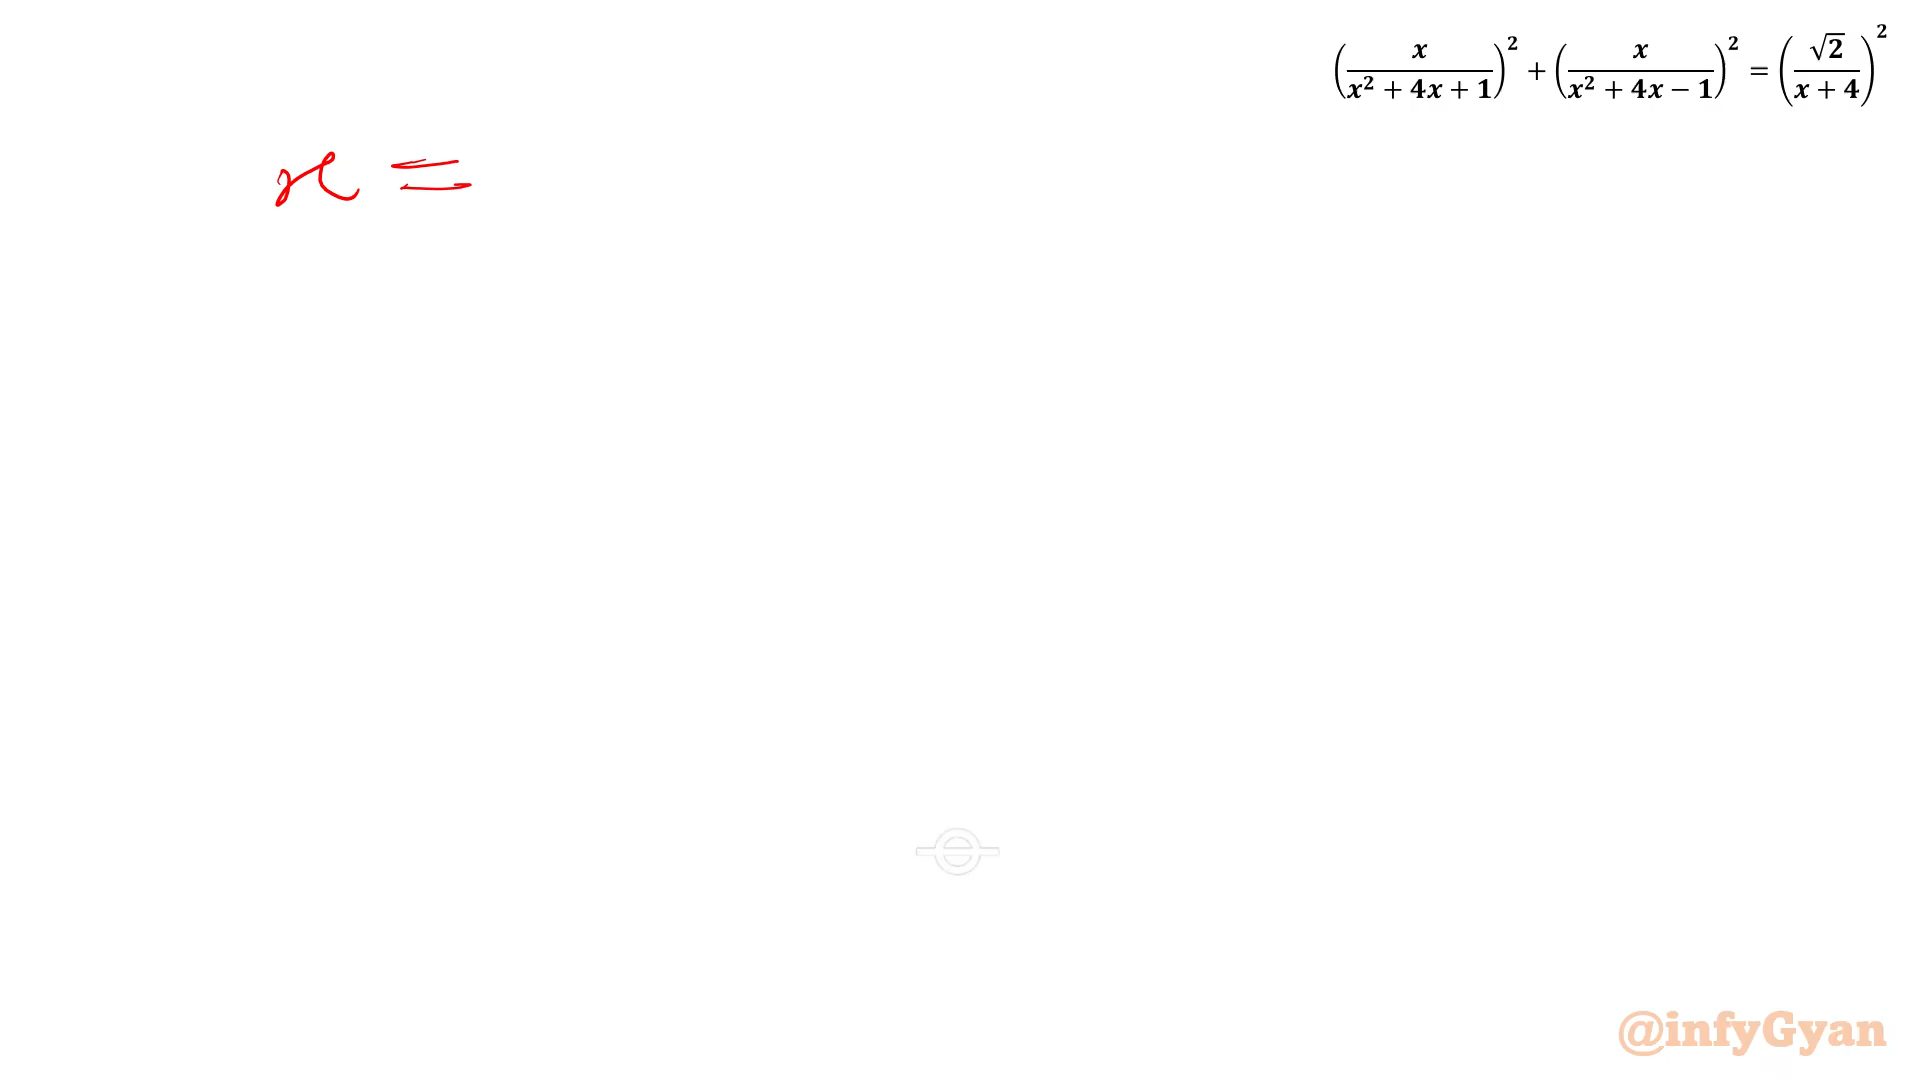 (x/(x² + 4x + 1))² + (x/(x² + 4x − 1))² = (√2/(x + 4))²
x =
@infyGyan